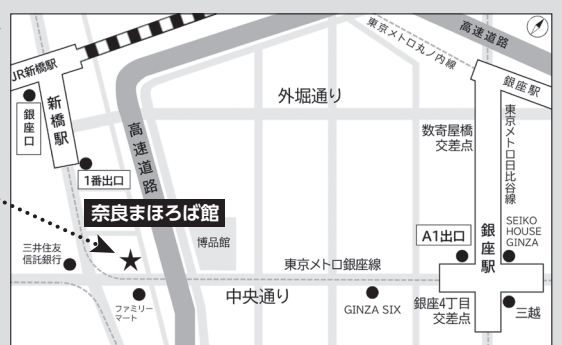 JR新橋駅
新橋駅
銀座口
1番出口
高速道路
奈良まほろば館
三井住友
信託銀行
ファミリー
マート
博品館
外堀通り
東京メトロ丸ノ内線
高速道路
銀座駅
数寄屋橋
交差点
東京メトロ日比谷線
A1出口
銀座駅
SEIKO
HOUSE
GINZA
東京メトロ銀座線
中央通り
GINZA SIX
銀座4丁目
交差点
三越